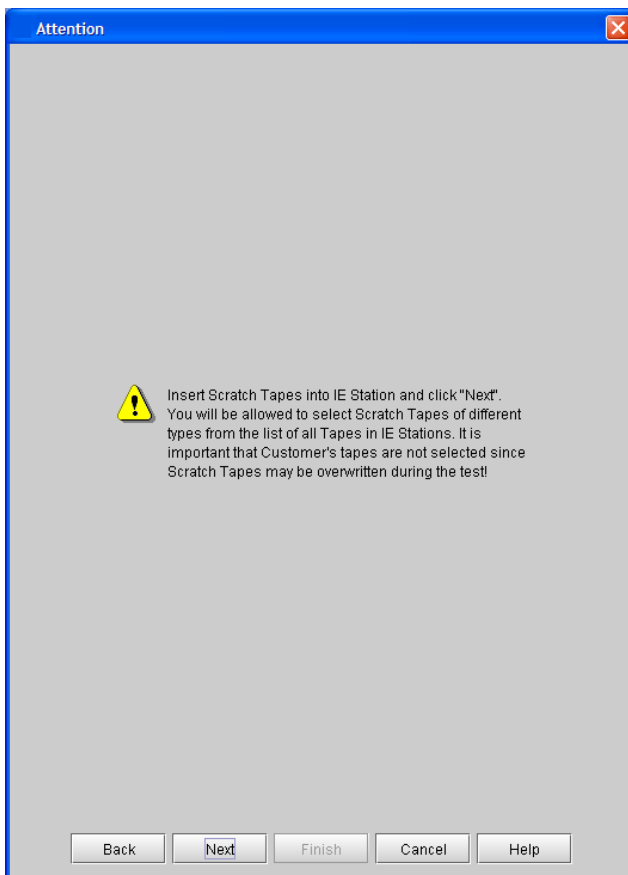 Attention
Insert Scratch Tapes into IE Station and click "Next".
You will be allowed to select Scratch Tapes of different
types from the list of all Tapes in IE Stations. It is
important that Customer's tapes are not selected since
Scratch Tapes may be overwritten during the test!
Back Next Finish Cancel Help